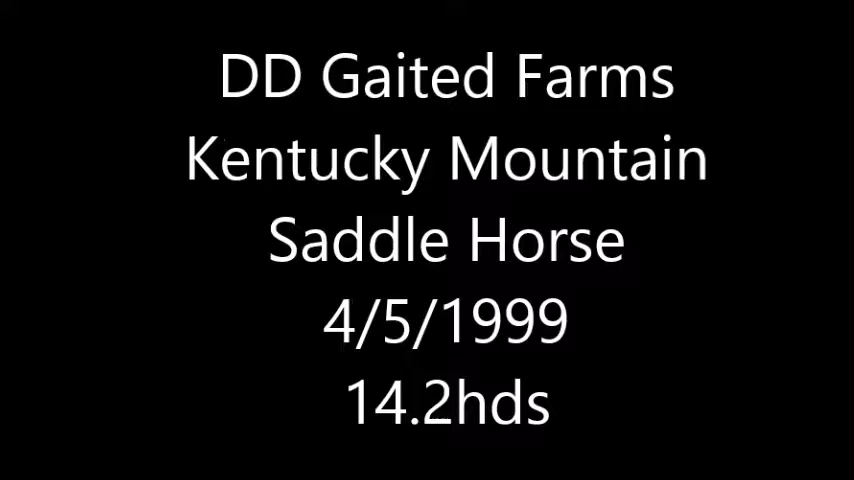 DD Gaited Farms
Kentucky Mountain
Saddle Horse
4/5/1999
14.2hds